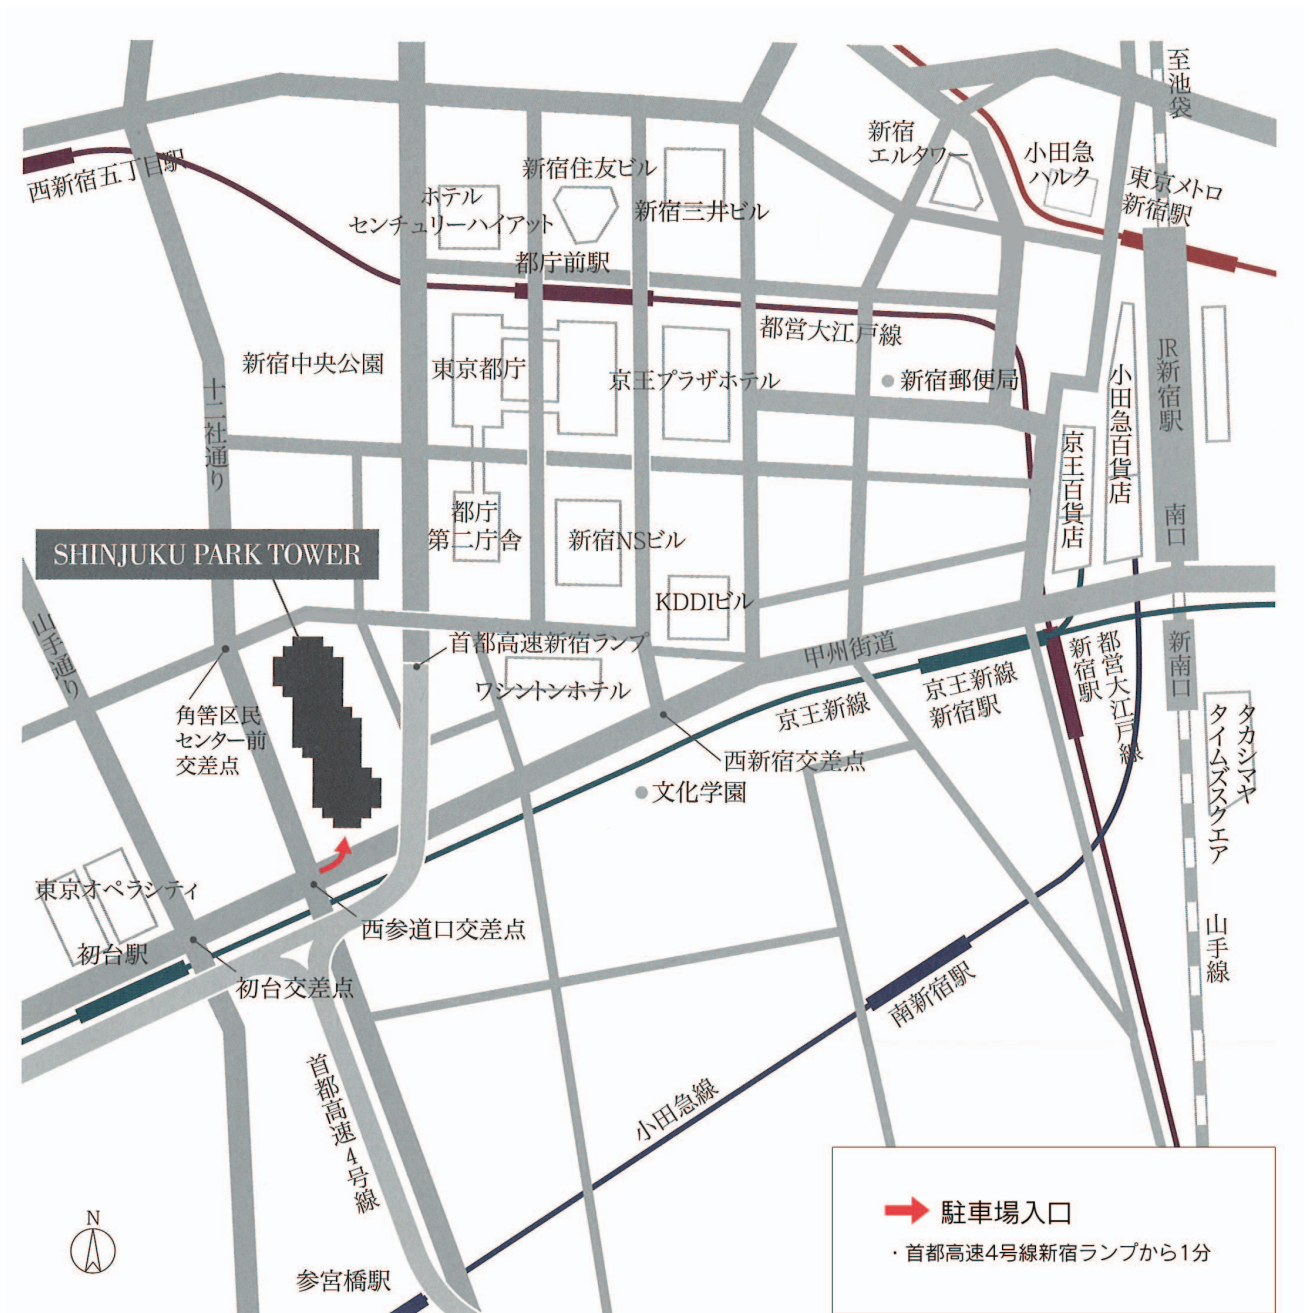 至池袋
新宿
エルタワー
小田急
ハルク
東京メトロ
新宿駅
西新宿五丁目駅
新宿住友ビル
ホテル
センチュリーハイアット
新宿三井ビル
都庁前駅
都営大江戸線
新宿中央公園
東京都庁
京王プラザホテル
新宿郵便局
十二社通り
小田急百貨店
京王百貨店
JR新宿駅
南口
都庁
第二庁舎
新宿NSビル
SHINJUKU PARK TOWER
KDDIビル
山手通り
首都高速新宿ランプ
甲州街道
ワシントンホテル
京王新線
京王新線
新宿駅
都営大江戸線
新宿駅
新南口
角筈区民
センター前
交差点
西新宿交差点
文化学園
タカシマヤ
タイムズスクエア
東京オペラシティ
初台駅
西参道口交差点
初台交差点
山手線
南新宿駅
首都高速4号線
小田急線
参宮橋駅
N
駐車場入口
・首都高速4号線新宿ランプから1分